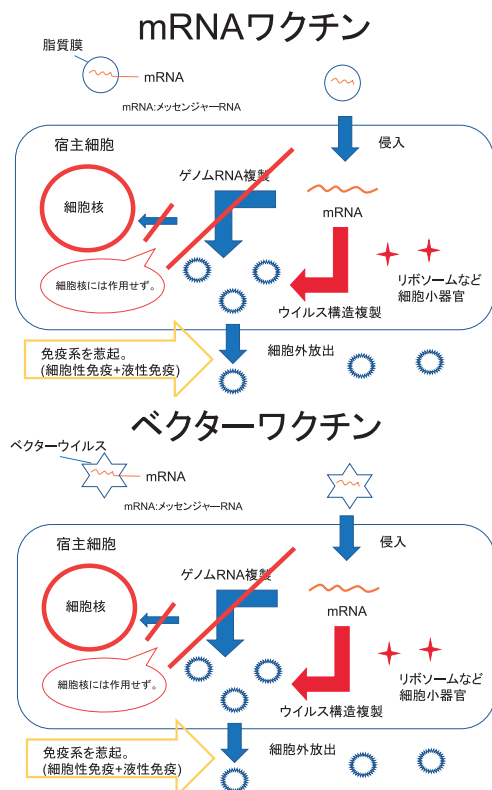 mRNAワクチン
脂質膜
mRNA
mRNA:メッセンジャーRNA
侵入
宿主細胞
ゲノムRNA複製
細胞核
mRNA
細胞核には作用せず。
リボソームなど
細胞小器官
ウイルス構造複製
免疫系を惹起。
(細胞性免疫+液性免疫)
細胞外放出
ベクターワクチン
ベクターウイルス
mRNA
mRNA:メッセンジャーRNA
侵入
宿主細胞
ゲノムRNA複製
細胞核
mRNA
細胞核には作用せず。
リボソームなど
細胞小器官
ウイルス構造複製
免疫系を惹起。
(細胞性免疫+液性免疫)
細胞外放出